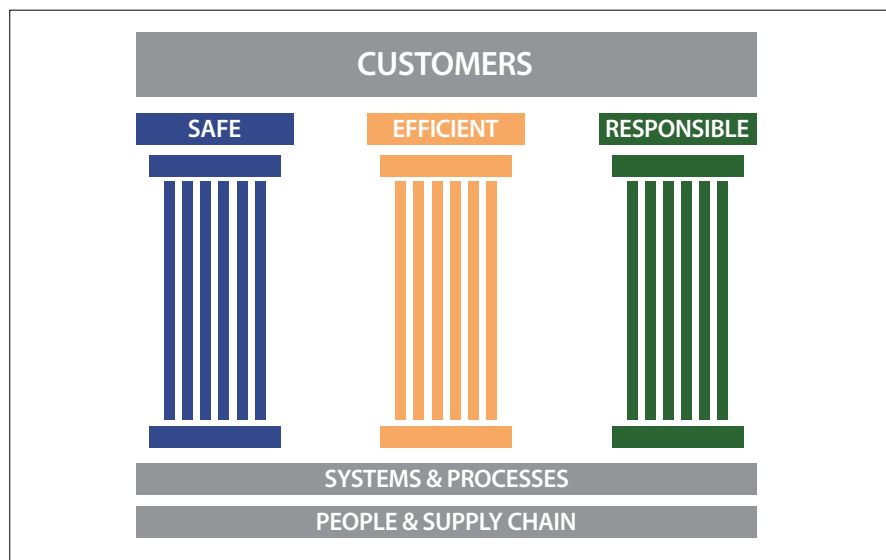 CUSTOMERS
SAFE
EFFICIENT
RESPONSIBLE
SYSTEMS & PROCESSES
PEOPLE & SUPPLY CHAIN